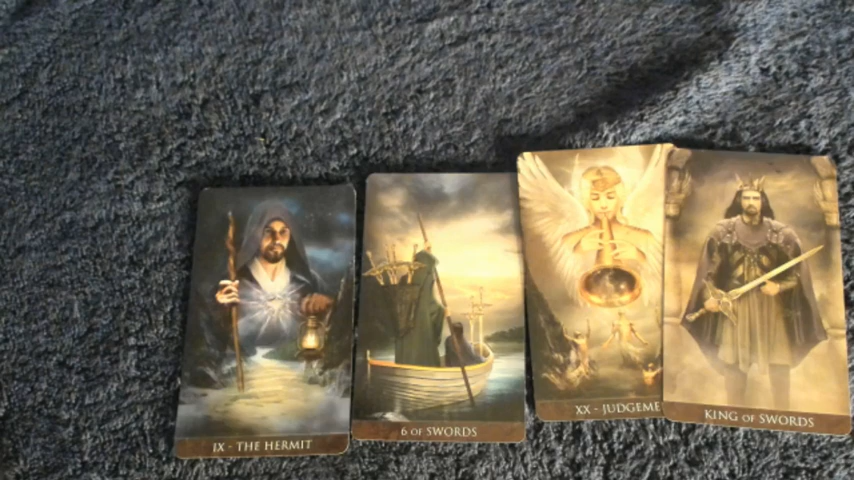 IX - THE HERMIT
6 OF SWORDS
XX - JUDGEME
KING OF SWORDS